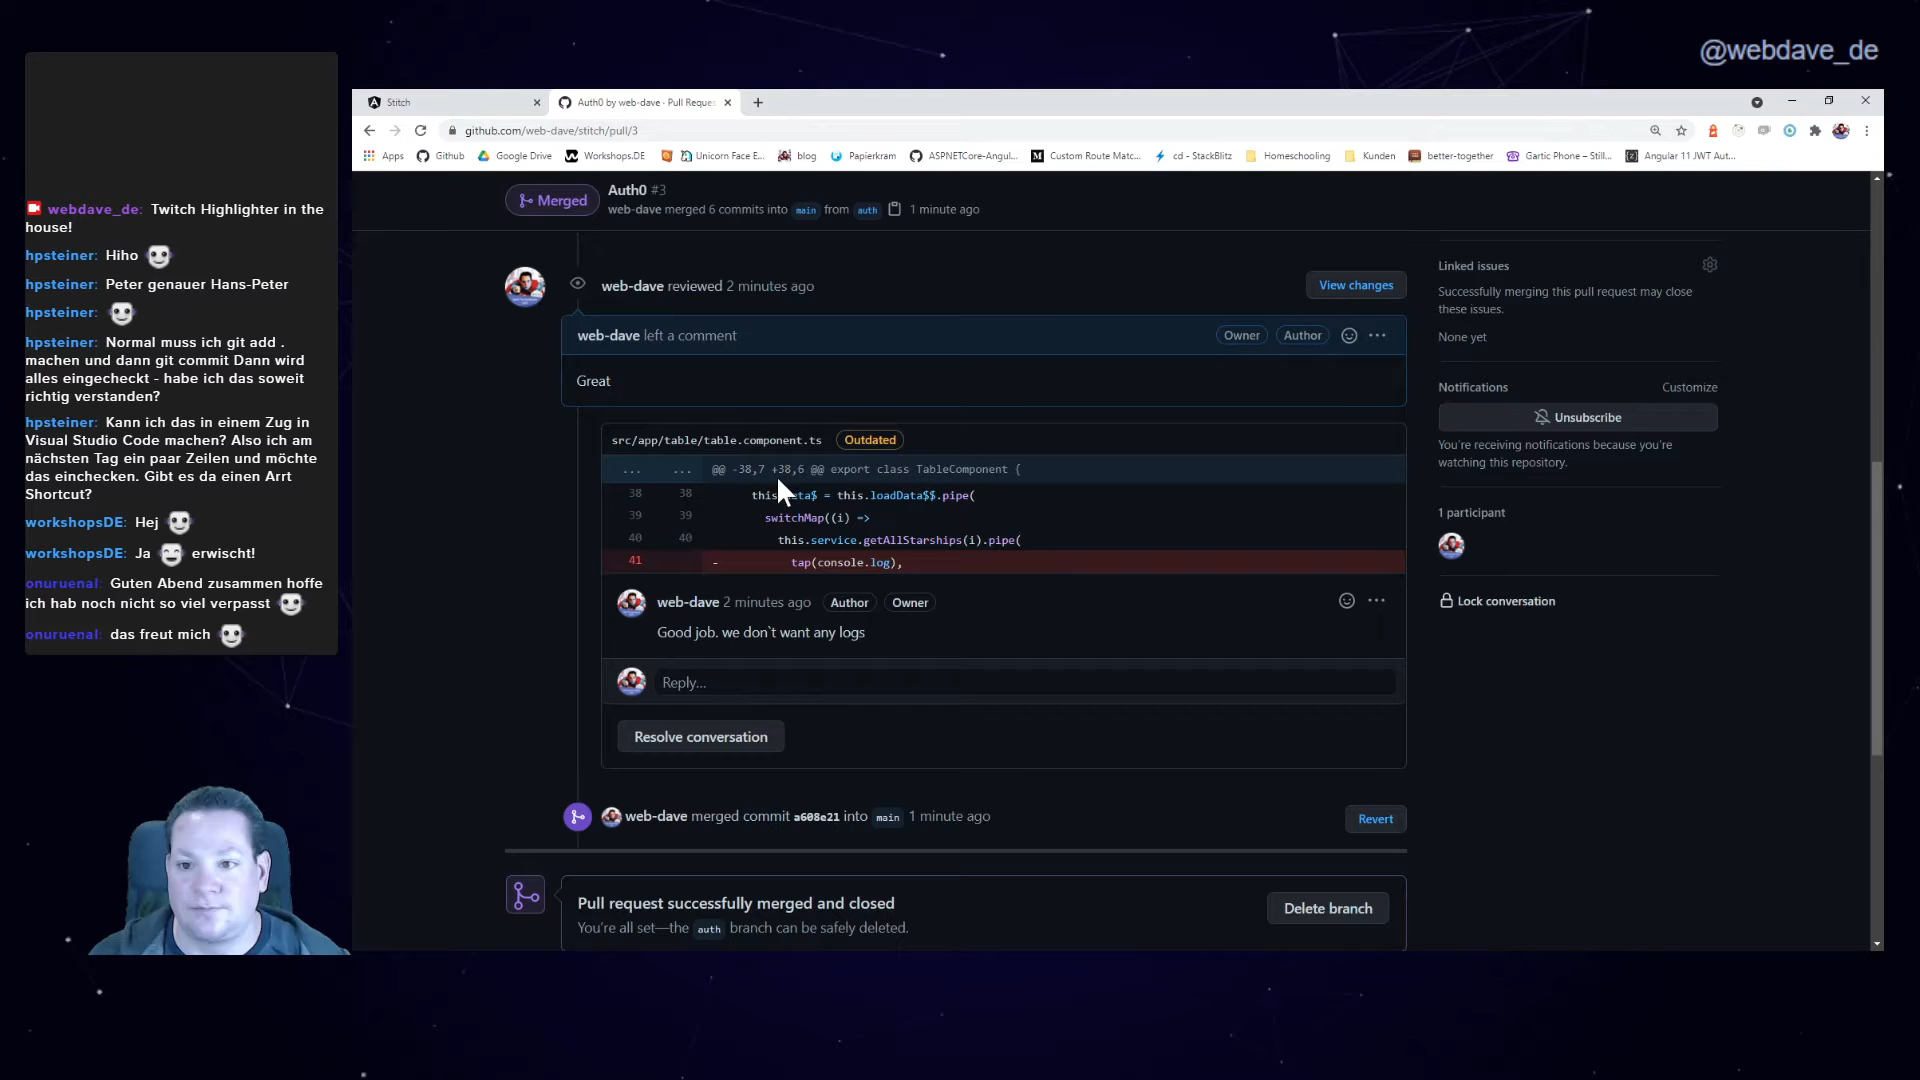 @webdave_de
webdave_de: Twitch Highlighter in the
house!
hpsteiner: Hiho
hpsteiner: Peter genauer Hans-Peter
hpsteiner:
hpsteiner: Normal muss ich git add .
machen und dann git commit Dann wird
alles eingecheckt - habe ich das soweit
richtig verstanden?
hpsteiner: Kann ich das in einem Zug in
Visual Studio Code machen? Also ich am
nächsten Tag ein paar Zeilen und möchte
das einchecken. Gibt es da einen Arrt
Shortcut?
workshopsDE: Hej
workshopsDE: Ja erwischt!
onuruenal: Guten Abend zusammen hoffe
ich hab noch nicht so viel verpasst
onuruenal: das freut mich
Stitch
Auth0 by web-dave · Pull Reques
github.com/web-dave/stitch/pull/3
Apps Github Google Drive Workshops.DE Unicorn Face E... blog Papierkram ASPNETCore-Angul... Custom Route Matc... cd - StackBlitz Homeschooling Kunden better-together Gartic Phone – Still... Angular 11 JWT Aut...
Merged
Auth0 #3
web-dave merged 6 commits into main from auth 1 minute ago
web-dave reviewed 2 minutes ago
View changes
web-dave left a comment
Owner Author
Great
src/app/table/table.component.ts Outdated
... ... @@ -38,7 +38,6 @@ export class TableComponent {
38 38 this ata$ = this.loadData$$.pipe(
39 39 switchMap((i) =>
40 40 this.service.getAllStarships(i).pipe(
41 - tap(console.log),
web-dave 2 minutes ago Author Owner
Good job. we don`t want any logs
Reply...
Resolve conversation
web-dave merged commit a608e21 into main 1 minute ago
Revert
Pull request successfully merged and closed
You're all set—the auth branch can be safely deleted.
Delete branch
Linked issues
Successfully merging this pull request may close
these issues.
None yet
Notifications Customize
Unsubscribe
You're receiving notifications because you're
watching this repository.
1 participant
Lock conversation